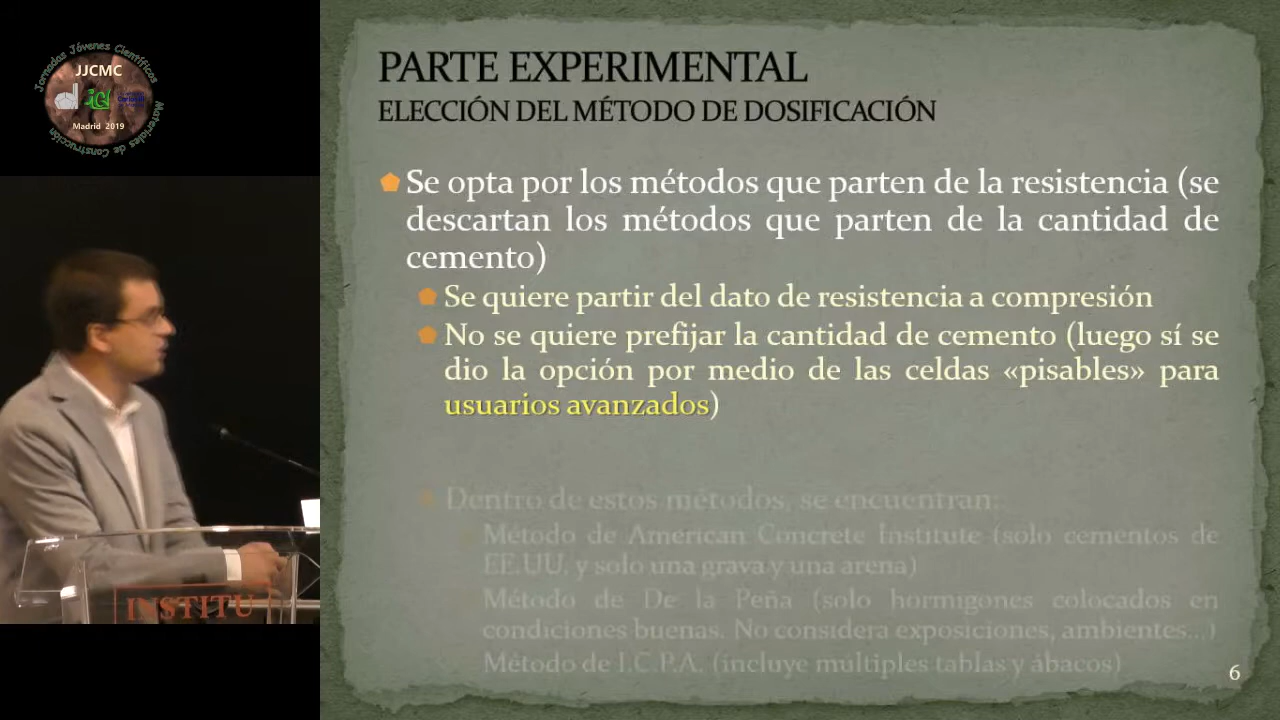 Jornadas Jóvenes Científicos
JJCMC
Madrid 2019
Materiales de Construcción
INSTITU
PARTE EXPERIMENTAL
ELECCIÓN DEL MÉTODO DE DOSIFICACIÓN
Se opta por los métodos que parten de la resistencia (se
descartan los métodos que parten de la cantidad de
cemento)
Se quiere partir del dato de resistencia a compresión
No se quiere prefijar la cantidad de cemento (luego sí se
dio la opción por medio de las celdas «pisables» para
usuarios avanzados)
Dentro de estos métodos, se encuentran:
Método de American Concrete Institute (solo cementos de
EE.UU. y solo una grava y una arena)
Método de De la Peña (solo hormigones colocados en
condiciones buenas. No considera exposiciones, ambientes...)
Método de I.C.P.A. (incluye múltiples tablas y ábacos)
6